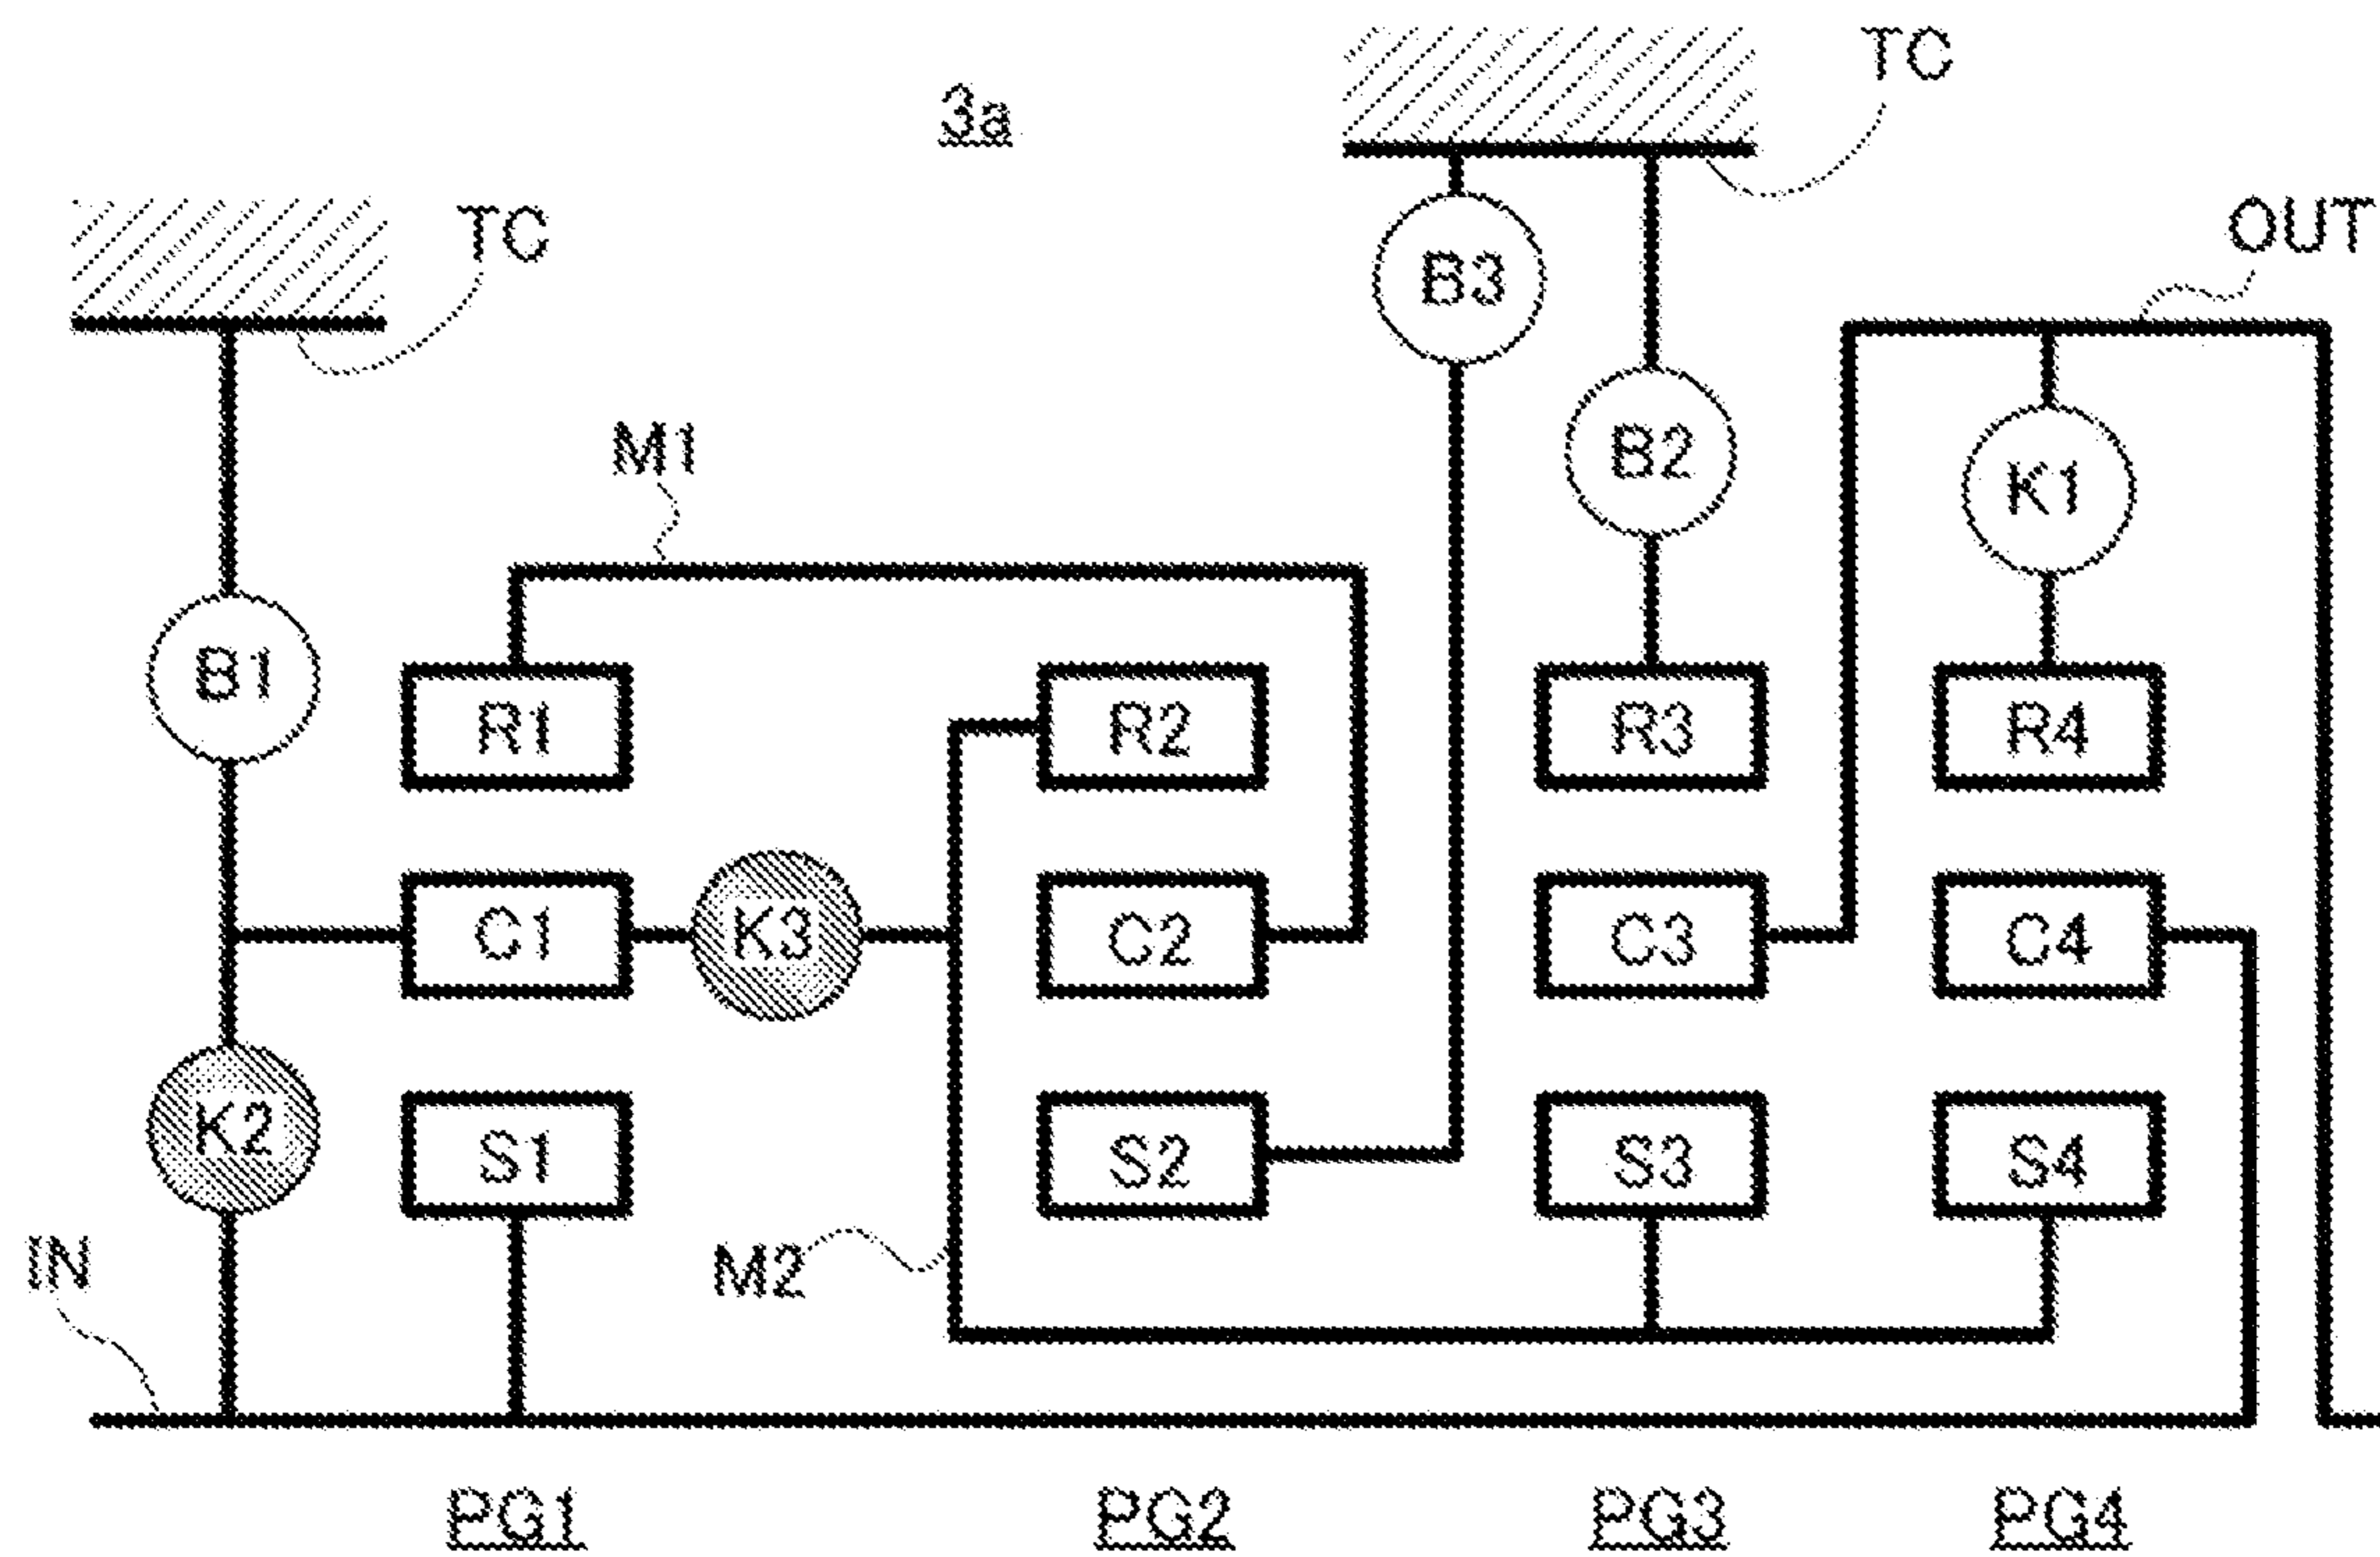 3a
TC
TC
OUT
B3
B2
M1
K1
B1
R1
R2
R3
R4
C1
K3
C2
C3
C4
K2
S1
S2
S3
S4
IN
M2
PG1
PG2
PG3
PG4